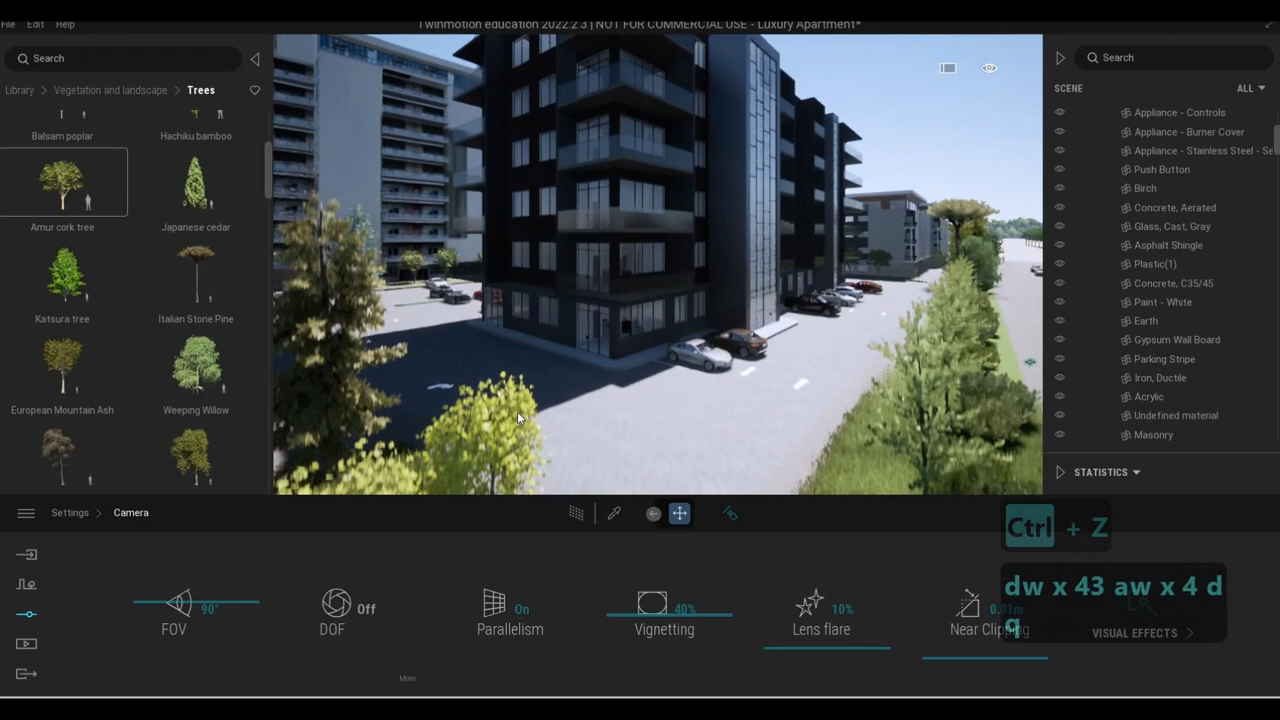 File Edit Help
Twinmotion education 2022.2.3 | NOT FOR COMMERCIAL USE - Luxury Apartment*
Search
Library > Vegetation and landscape > Trees
Balsam poplar
Hachiku bamboo
Amur cork tree
Japanese cedar
Katsura tree
Italian Stone Pine
European Mountain Ash
Weeping Willow
Search
SCENE
ALL
Appliance - Controls
Appliance - Burner Cover
Appliance - Stainless Steel - Se
Push Button
Birch
Concrete, Aerated
Glass, Cast, Gray
Asphalt Shingle
Plastic(1)
Concrete, C35/45
Paint - White
Earth
Gypsum Wall Board
Parking Stripe
Iron, Ductile
Acrylic
Undefined material
Masonry
STATISTICS
Settings > Camera
Ctrl + Z
dw x 43 aw x 4 d
q
90°
FOV
Off
DOF
On
Parallelism
40%
Vignetting
10%
Lens flare
0.01m
Near Clipping
VISUAL EFFECTS
More